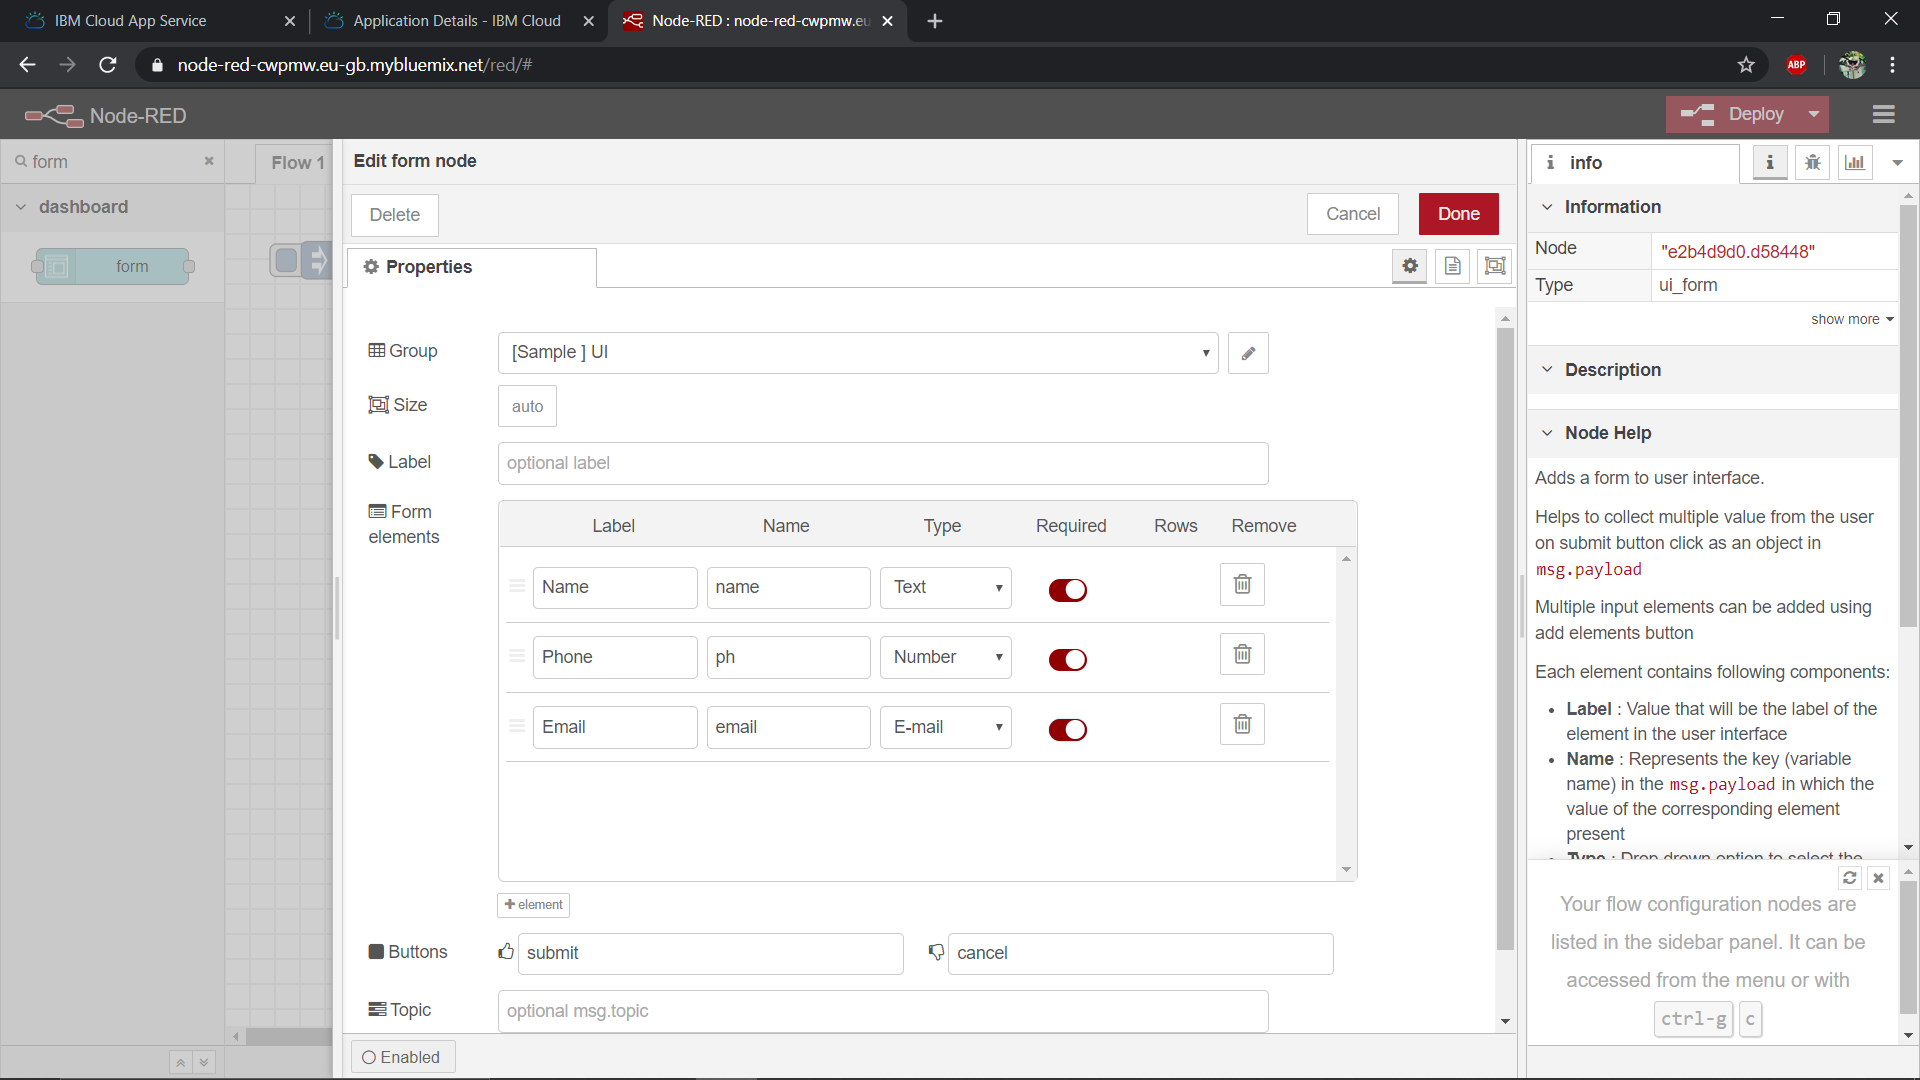 IBM Cloud App Service
Application Details - IBM Cloud
Node-RED : node-red-cwpmw.eu
node-red-cwpmw.eu-gb.mybluemix.net/red/#
ABP
Node-RED
Deploy
form
Flow 1
Edit form node
info
dashboard
Delete
Cancel
Done
Information
form
Properties
Node
"e2b4d9d0.d58448"
Type
ui_form
show more
Group
[Sample ] UI
Size
auto
Description
Label
optional label
Node Help
Adds a form to user interface.
Helps to collect multiple value from the user
on submit button click as an object in
msg.payload
Multiple input elements can be added using
add elements button
Each element contains following components:
Label : Value that will be the label of the
element in the user interface
Name : Represents the key (variable
name) in the msg.payload in which the
value of the corresponding element
present
Type : Drop drown option to select the
Form
elements
Label Name Type Required Rows Remove
Name name Text
Phone ph Number
Email email E-mail
+ element
Buttons
submit
cancel
Topic
optional msg.topic
Enabled
Your flow configuration nodes are
listed in the sidebar panel. It can be
accessed from the menu or with
ctrl-g c